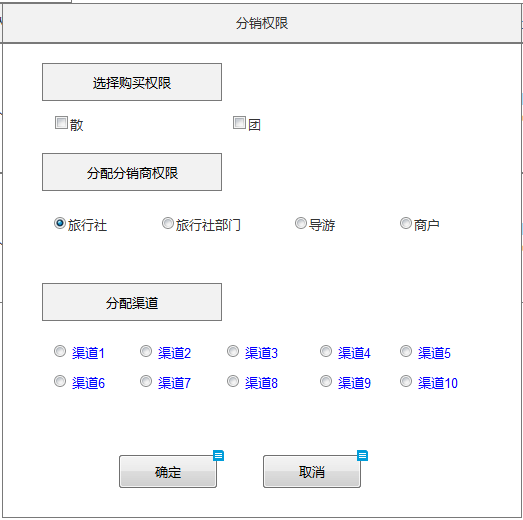 分销权限
选择购买权限
散 团
分配分销商权限
旅行社 旅行社部门 导游 商户
分配渠道
渠道1 渠道2 渠道3 渠道4 渠道5
渠道6 渠道7 渠道8 渠道9 渠道10
确定 取消